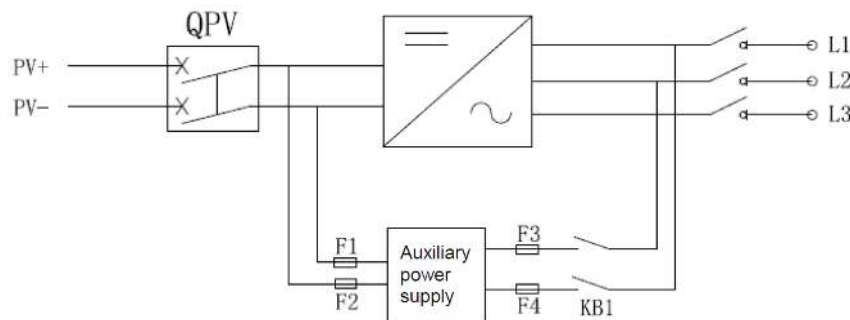 QPV
PV+
PV-
L1
L2
L3
F1
F2
Auxiliary
power
supply
F3
F4
KB1